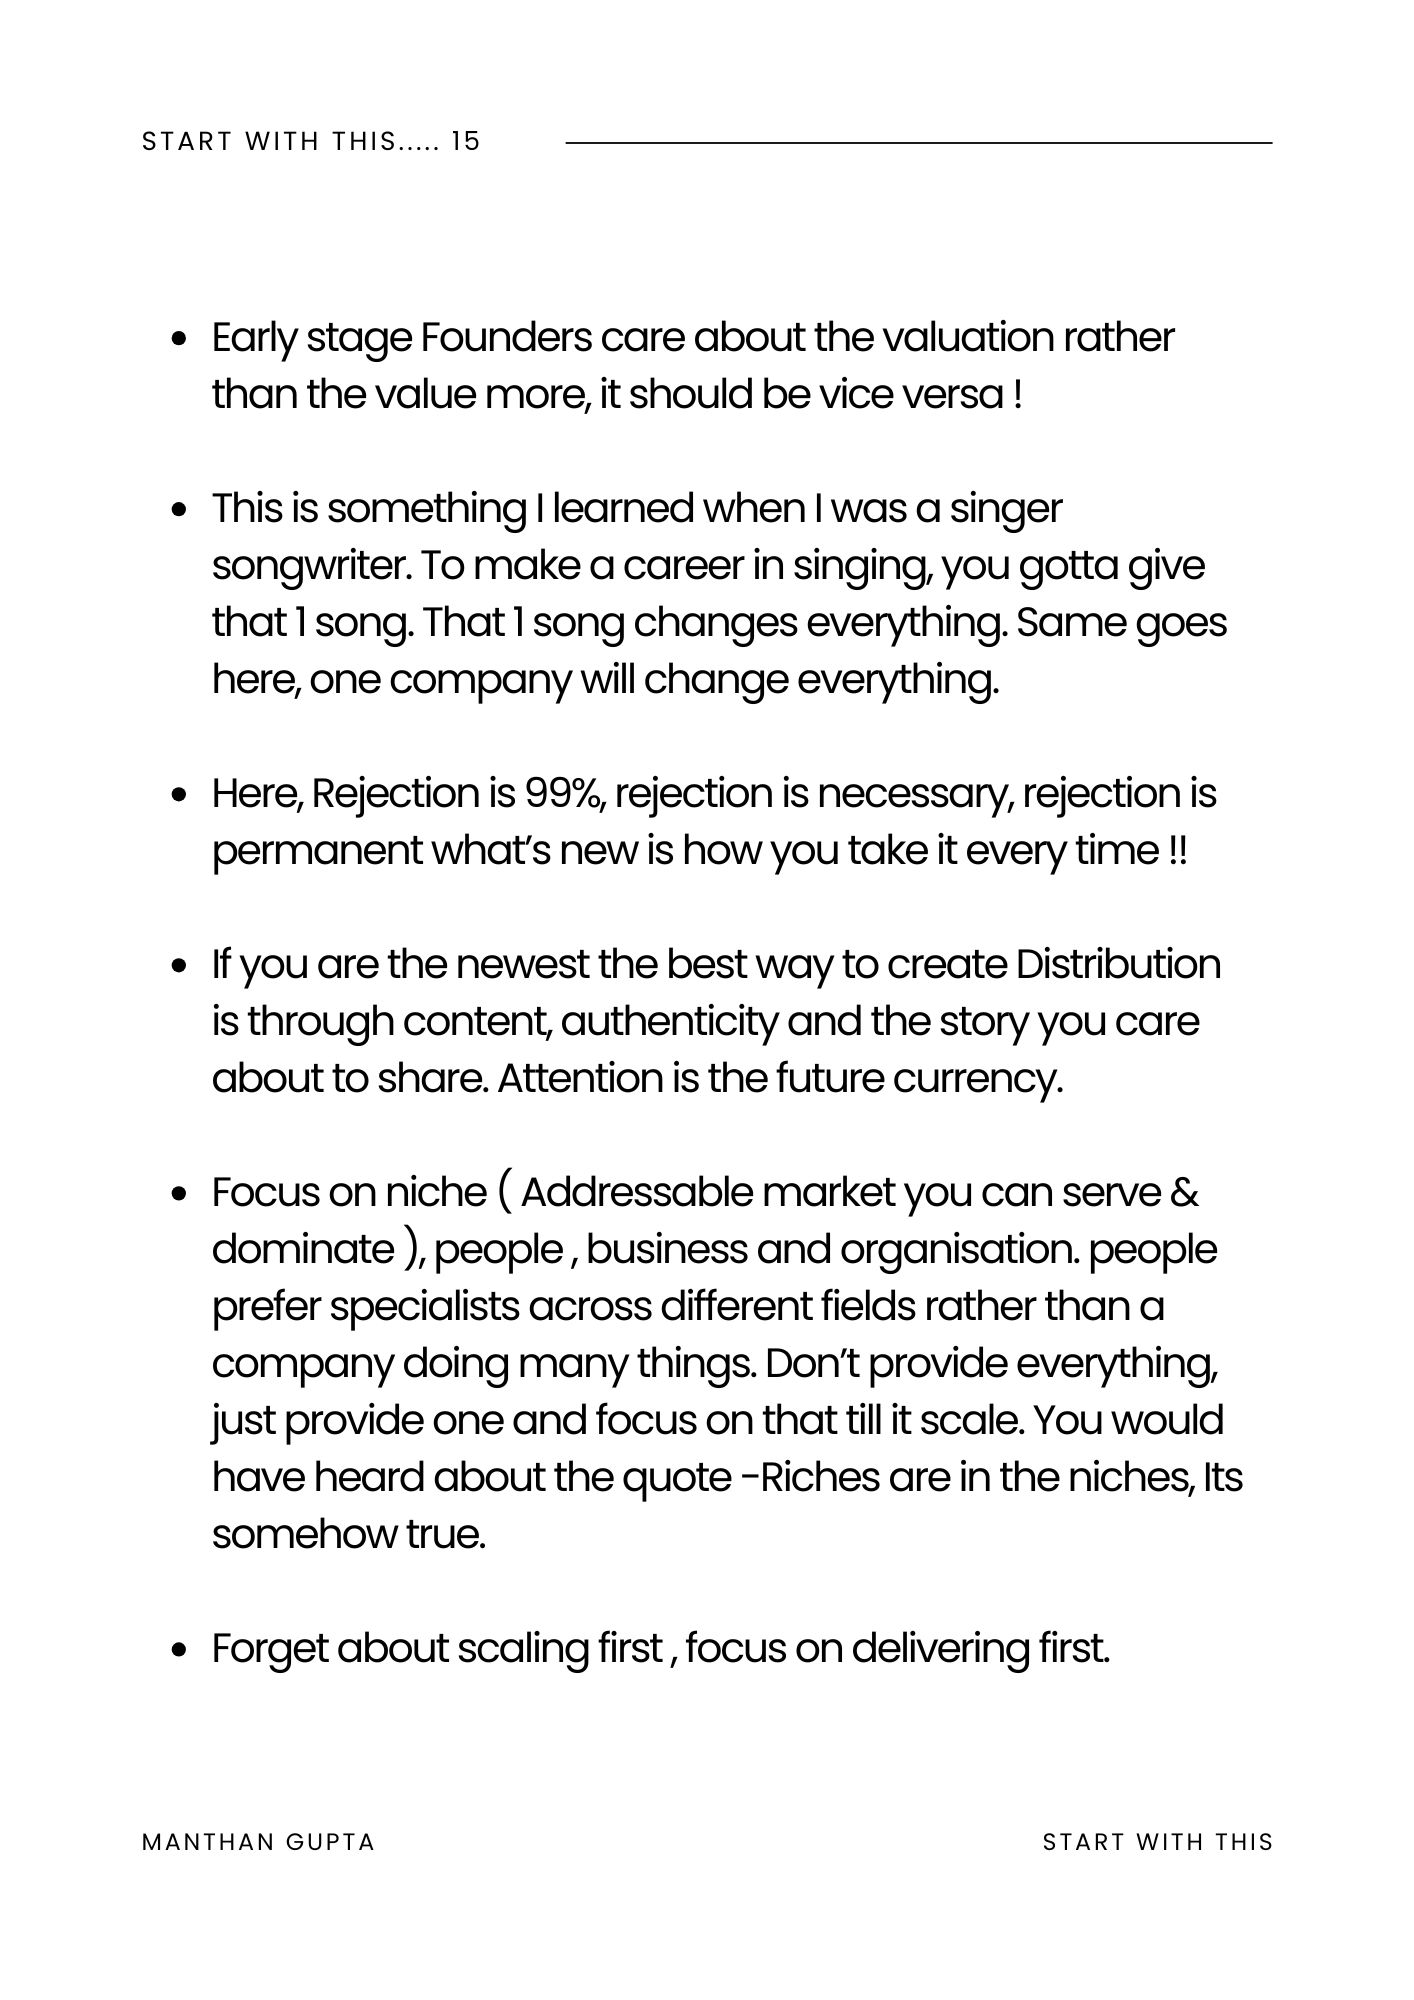 START WITH THIS..... 15
• Early stage Founders care about the valuation rather
than the value more, it should be vice versa !
• This is something I learned when I was a singer
songwriter. To make a career in singing, you gotta give
that 1 song. That 1 song changes everything. Same goes
here, one company will change everything.
• Here, Rejection is 99%, rejection is necessary, rejection is
permanent what’s new is how you take it every time !!
• If you are the newest the best way to create Distribution
is through content, authenticity and the story you care
about to share. Attention is the future currency.
• Focus on niche ( Addressable market you can serve &
dominate ), people , business and organisation. people
prefer specialists across different fields rather than a
company doing many things. Don’t provide everything,
just provide one and focus on that till it scale. You would
have heard about the quote -Riches are in the niches, Its
somehow true.
• Forget about scaling first , focus on delivering first.
MANTHAN GUPTA
START WITH THIS